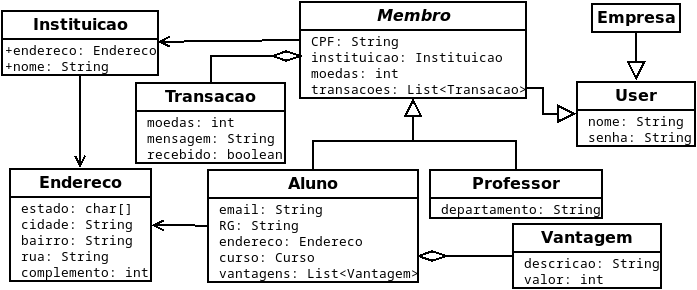 Instituicao
+endereco: Endereco
+nome: String
Membro
CPF: String
instituicao: Instituicao
moedas: int
transacoes: List<Transacao>
Empresa
Transacao
moedas: int
mensagem: String
recebido: boolean
User
nome: String
senha: String
Endereco
estado: char[]
cidade: String
bairro: String
rua: String
complemento: int
Aluno
email: String
RG: String
endereco: Endereco
curso: Curso
vantagens: List<Vantagem>
Professor
departamento: String
Vantagem
descricao: String
valor: int